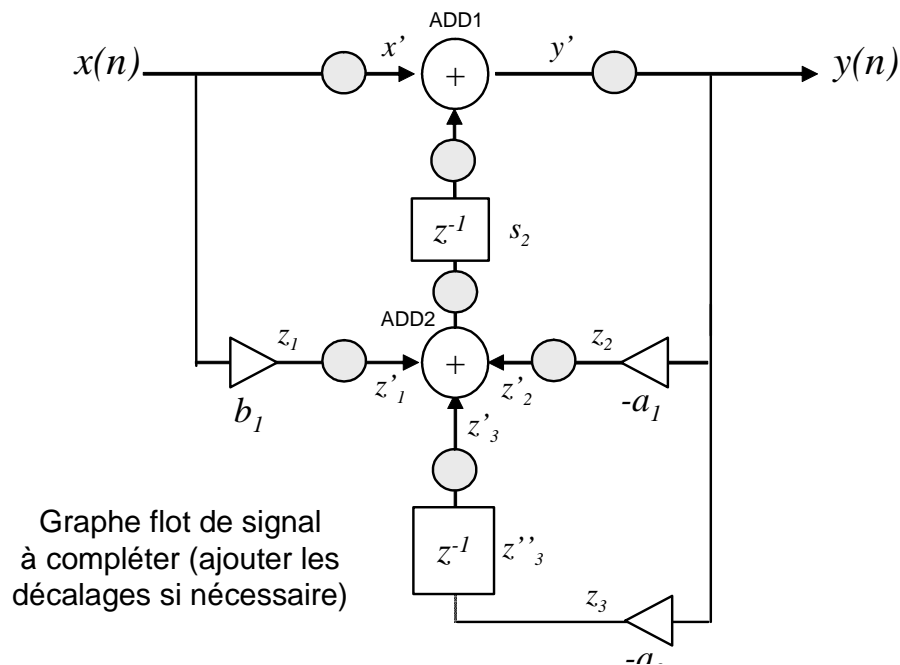 ADD1
x(n)
x’
+
y’
y(n)
z⁻¹
s₂
ADD2
z₁
z’₁
+
z’₂
z₂
b₁
-a₁
z’₃
Graphe flot de signal
à compléter (ajouter les
décalages si nécessaire)
z⁻¹
z’’₃
z₃